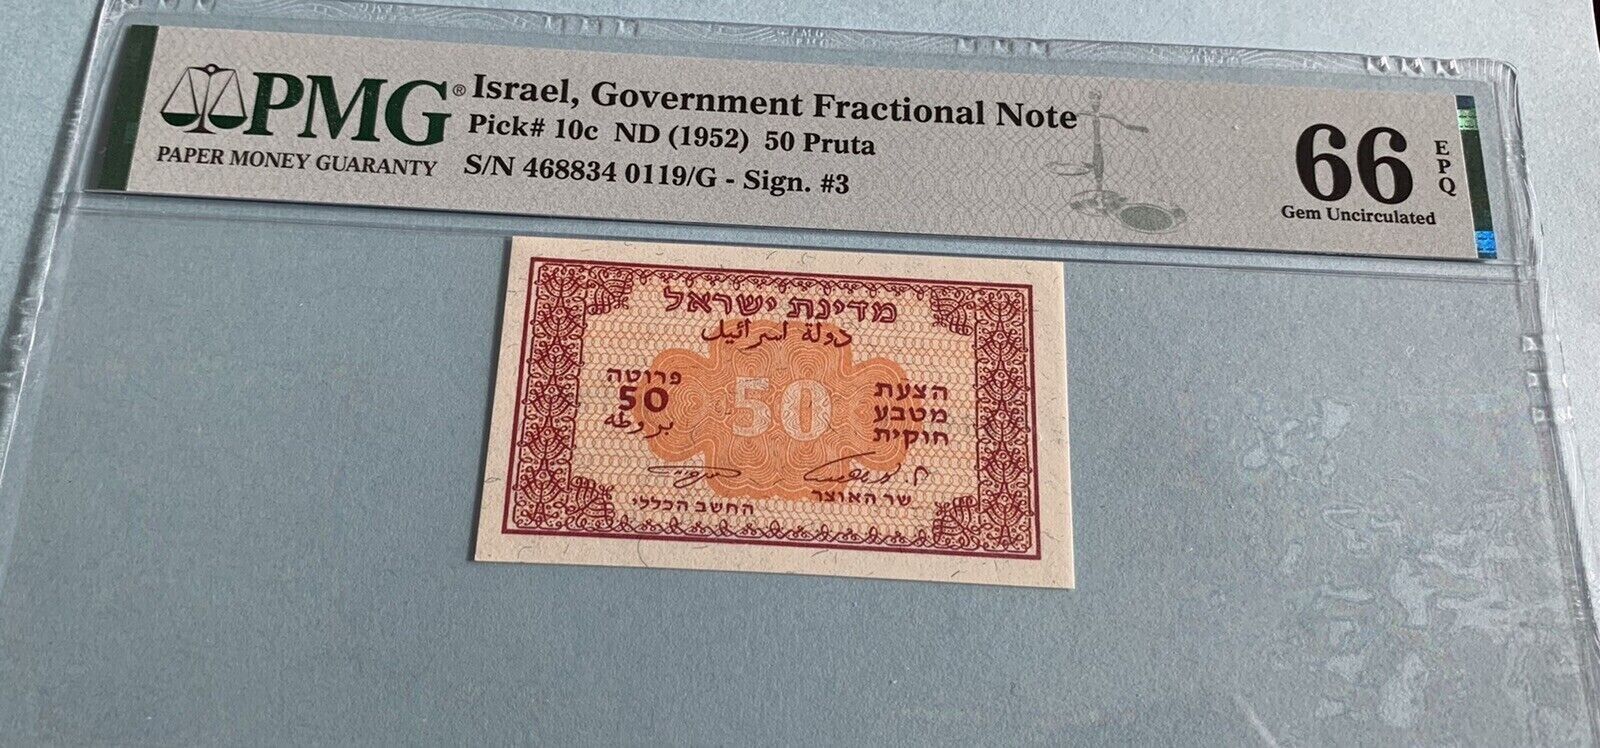 PMG®
PAPER MONEY GUARANTY
Israel, Government Fractional Note
Pick# 10c ND (1952) 50 Pruta
S/N 468834 0119/G - Sign. #3
66
EPQ
Gem Uncirculated
מדינת ישראל
دولة اسرائيل
הצעת
מטבע
חוקית
50
פרוטה
50
بروطة
שר האוצר
החשב הכללי